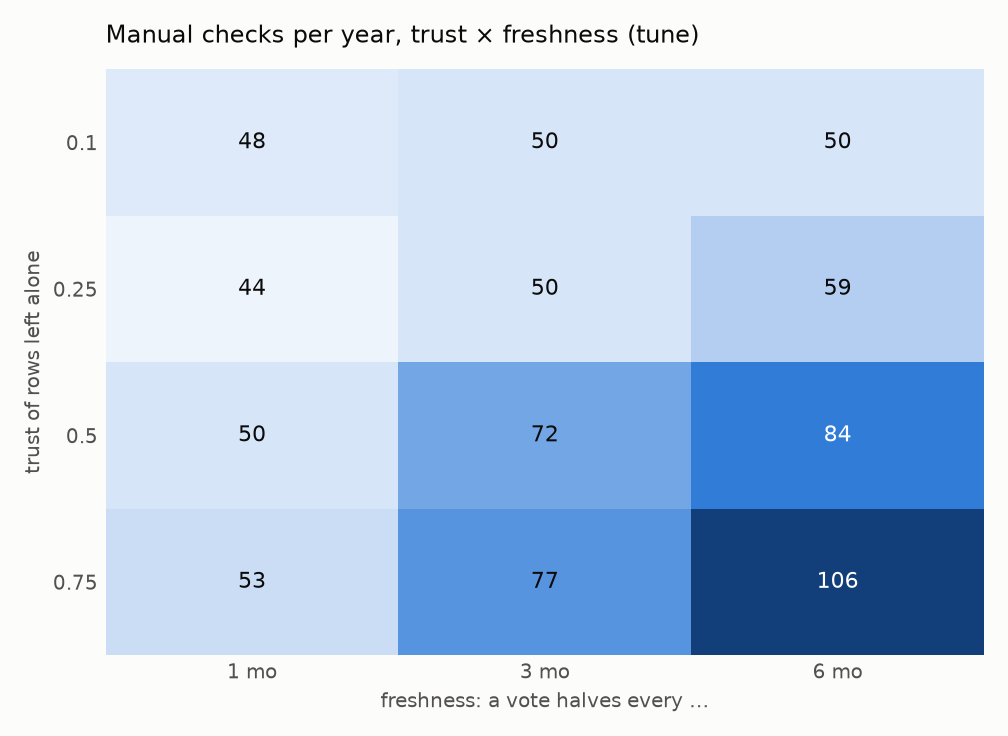 Manual checks per year, trust × freshness (tune)
trust of rows left alone
0.1 48 50 50
0.25 44 50 59
0.5 50 72 84
0.75 53 77 106
1 mo 3 mo 6 mo
freshness: a vote halves every ...